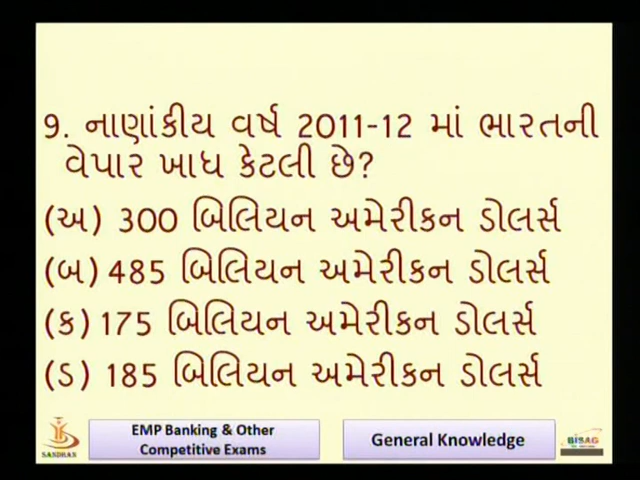 9. નાણાંકીય વર્ષ 2011-12 માં ભારતની
વેપાર ખાધ કેટલી છે?
(અ) 300 બિલિયન અમેરીકન ડોલર્સ
(બ) 485 બિલિયન અમેરીકન ડોલર્સ
(ક) 175 બિલિયન અમેરીકન ડોલર્સ
(ડ) 185 બિલિયન અમેરીકન ડોલર્સ
SANDHAN
EMP Banking & Other
Competitive Exams
General Knowledge
BISAG